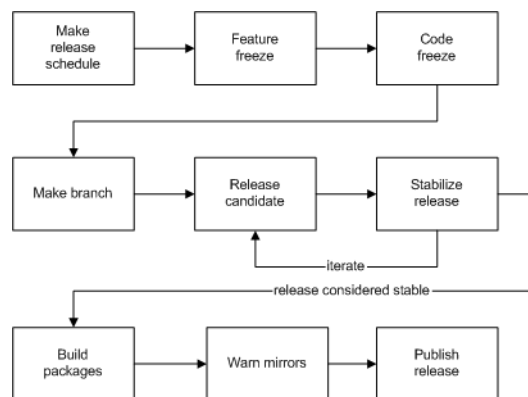 Make
release
schedule
Feature
freeze
Code
freeze
Make branch
Release
candidate
Stabilize
release
iterate
release considered stable
Build
packages
Warn mirrors
Publish
release